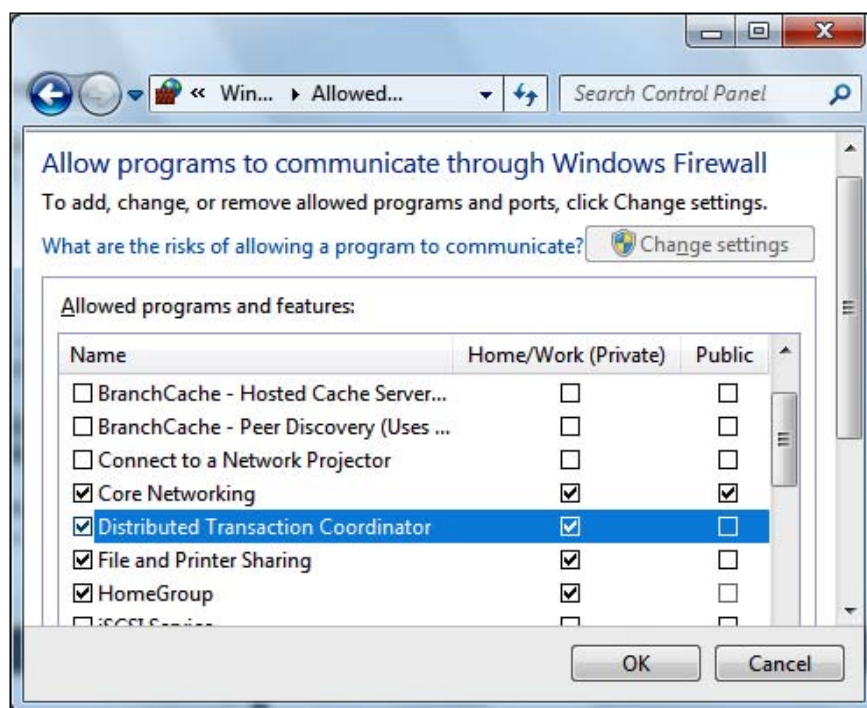 « Win... ▸ Allowed...
Search Control Panel
Allow programs to communicate through Windows Firewall
To add, change, or remove allowed programs and ports, click Change settings.
What are the risks of allowing a program to communicate? Change settings
Allowed programs and features:
Name Home/Work (Private) Public
BranchCache - Hosted Cache Server...
BranchCache - Peer Discovery (Uses ...
Connect to a Network Projector
Core Networking
Distributed Transaction Coordinator
File and Printer Sharing
HomeGroup
iSCSI Service
OK Cancel